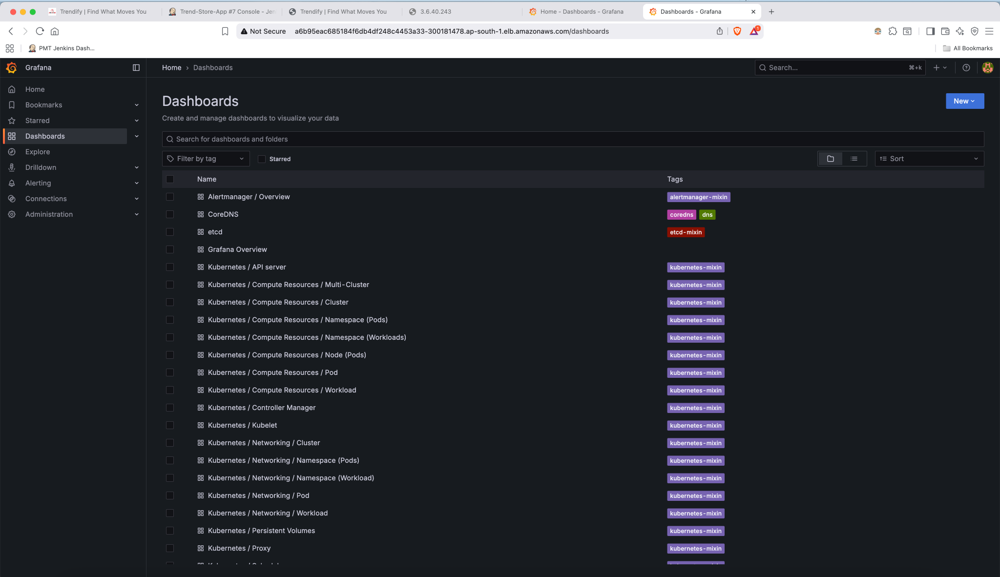 Trendify | Find What Moves You
Trend-Store-App #7 Console - Jen
Trendify | Find What Moves You
3.6.40.243
Home - Dashboards - Grafana
Dashboards - Grafana
Not Secure
a6b95eac685184f6db4df248c4453a33-300181478.ap-south-1.elb.amazonaws.com/dashboards
1
PMT Jenkins Dash...
All Bookmarks
Grafana
Home › Dashboards
Search...
⌘+k
Home
Bookmarks
Starred
Dashboards
Explore
Drilldown
Alerting
Connections
Administration
Dashboards
New
Create and manage dashboards to visualize your data
Search for dashboards and folders
Filter by tag
Starred
Sort
Name Tags
Alertmanager / Overview alertmanager-mixin
CoreDNS coredns dns
etcd etcd-mixin
Grafana Overview
Kubernetes / API server kubernetes-mixin
Kubernetes / Compute Resources / Multi-Cluster kubernetes-mixin
Kubernetes / Compute Resources / Cluster kubernetes-mixin
Kubernetes / Compute Resources / Namespace (Pods) kubernetes-mixin
Kubernetes / Compute Resources / Namespace (Workloads) kubernetes-mixin
Kubernetes / Compute Resources / Node (Pods) kubernetes-mixin
Kubernetes / Compute Resources / Pod kubernetes-mixin
Kubernetes / Compute Resources / Workload kubernetes-mixin
Kubernetes / Controller Manager kubernetes-mixin
Kubernetes / Kubelet kubernetes-mixin
Kubernetes / Networking / Cluster kubernetes-mixin
Kubernetes / Networking / Namespace (Pods) kubernetes-mixin
Kubernetes / Networking / Namespace (Workload) kubernetes-mixin
Kubernetes / Networking / Pod kubernetes-mixin
Kubernetes / Networking / Workload kubernetes-mixin
Kubernetes / Persistent Volumes kubernetes-mixin
Kubernetes / Proxy kubernetes-mixin